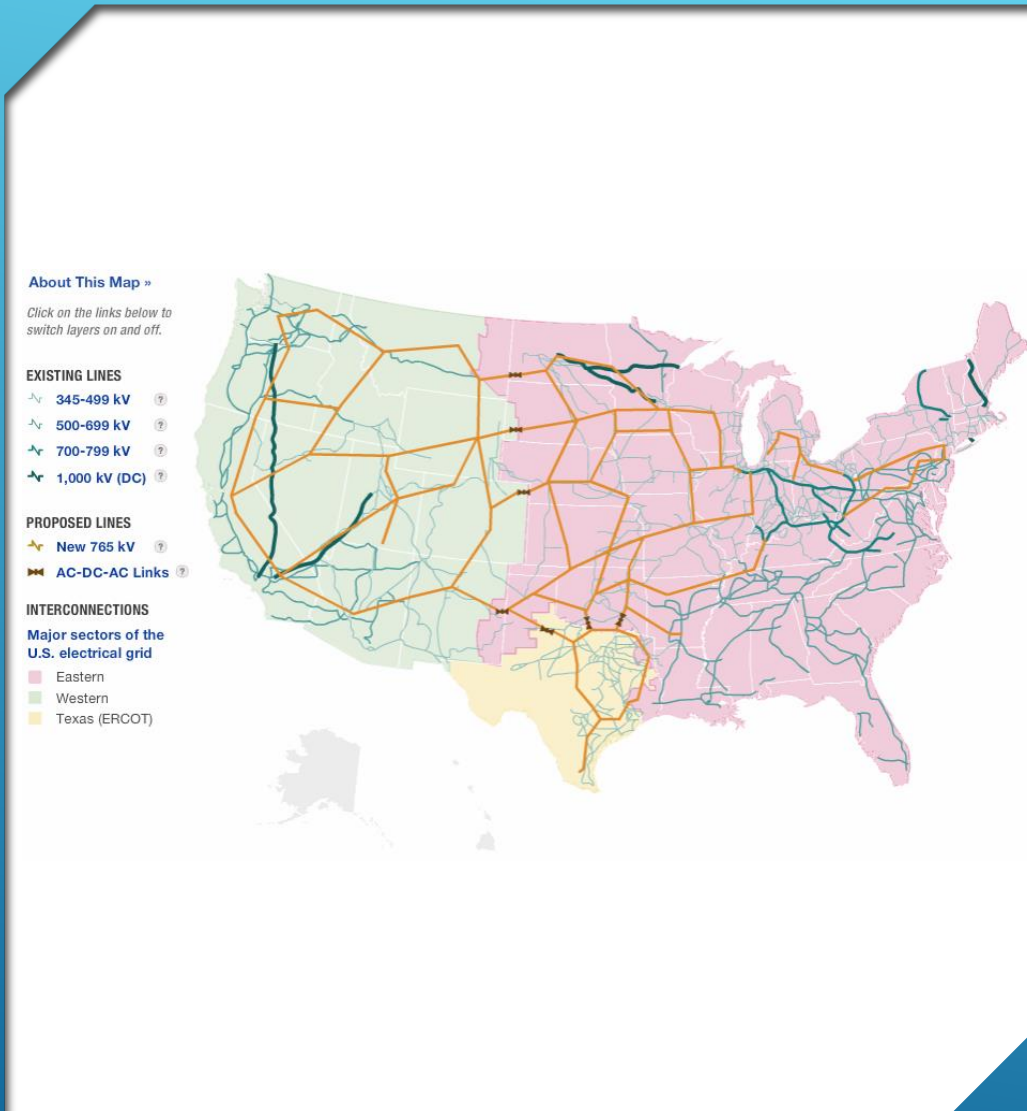 About This Map »
Click on the links below to
switch layers on and off.
EXISTING LINES
345-499 kV ?
500-699 kV ?
700-799 kV ?
1,000 kV (DC) ?
PROPOSED LINES
New 765 kV ?
AC-DC-AC Links ?
INTERCONNECTIONS
Major sectors of the
U.S. electrical grid
Eastern
Western
Texas (ERCOT)